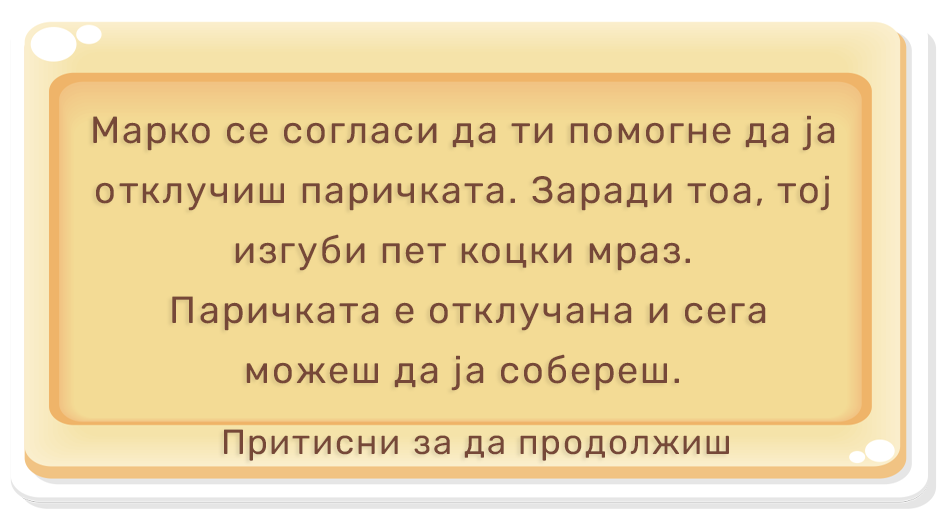 Марко се согласи да ти помогне да ја
отклучиш паричката. Заради тоа, тој
изгуби пет коцки мраз.
Паричката е отклучана и сега
можеш да ја собереш.
Притисни за да продолжиш